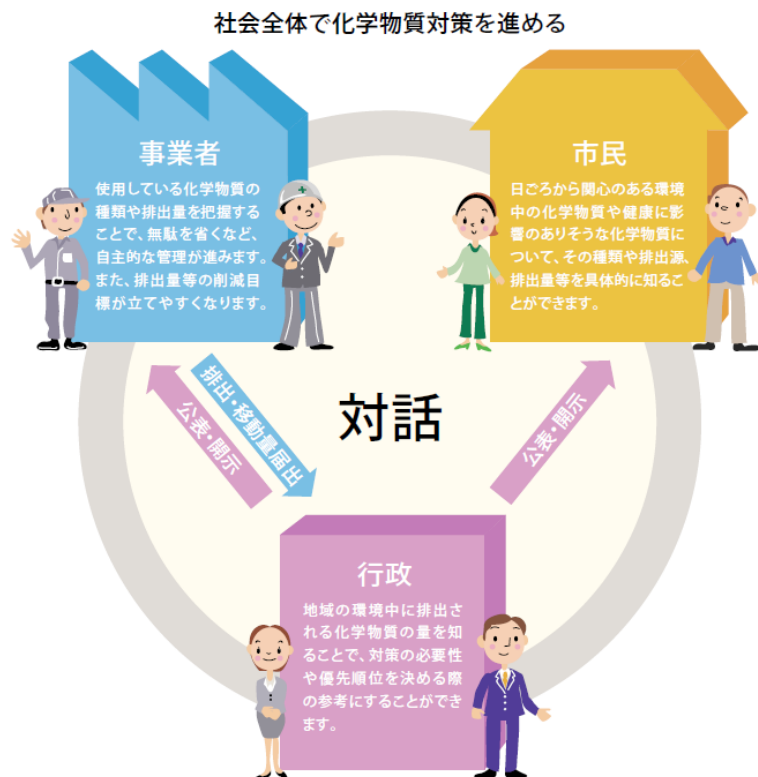 社会全体で化学物質対策を進める
事業者
使用している化学物質の
種類や排出量を把握する
ことで、無駄を省くなど、
自主的な管理が進みます。
また、排出量等の削減目
標が立てやすくなります。
市民
日ごろから関心のある環境
中の化学物質や健康に影
響のありそうな化学物質に
ついて、その種類や排出源、
排出量等を具体的に知るこ
とができます。
排出・移動量届出
公表・開示
対話
公表・開示
行政
地域の環境中に排出さ
れる化学物質の量を知
ることで、対策の必要性
や優先順位を決める際
の参考にすることができ
ます。